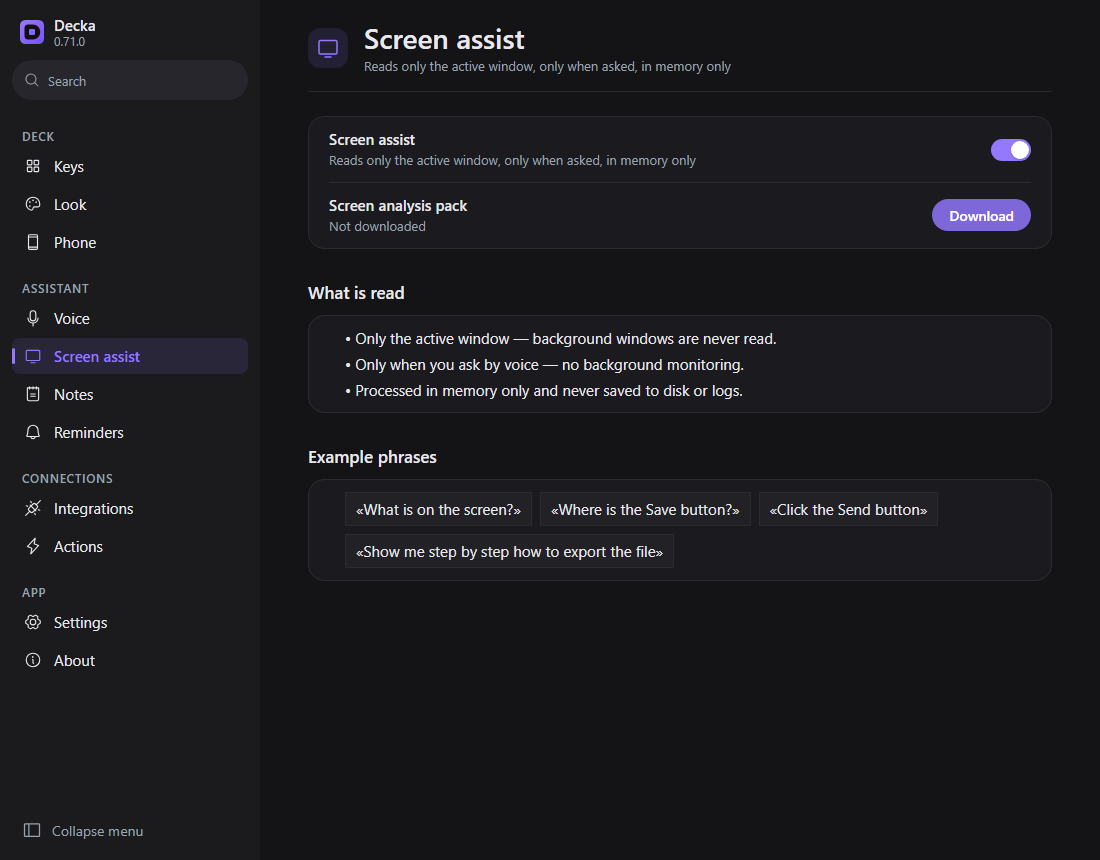 Decka
0.71.0
Search
DECK
Keys
Look
Phone
ASSISTANT
Voice
Screen assist
Notes
Reminders
CONNECTIONS
Integrations
Actions
APP
Settings
About
Collapse menu
Screen assist
Reads only the active window, only when asked, in memory only
Screen assist
Reads only the active window, only when asked, in memory only
Screen analysis pack
Not downloaded
Download
What is read
• Only the active window — background windows are never read.
• Only when you ask by voice — no background monitoring.
• Processed in memory only and never saved to disk or logs.
Example phrases
«What is on the screen?» «Where is the Save button?» «Click the Send button»
«Show me step by step how to export the file»